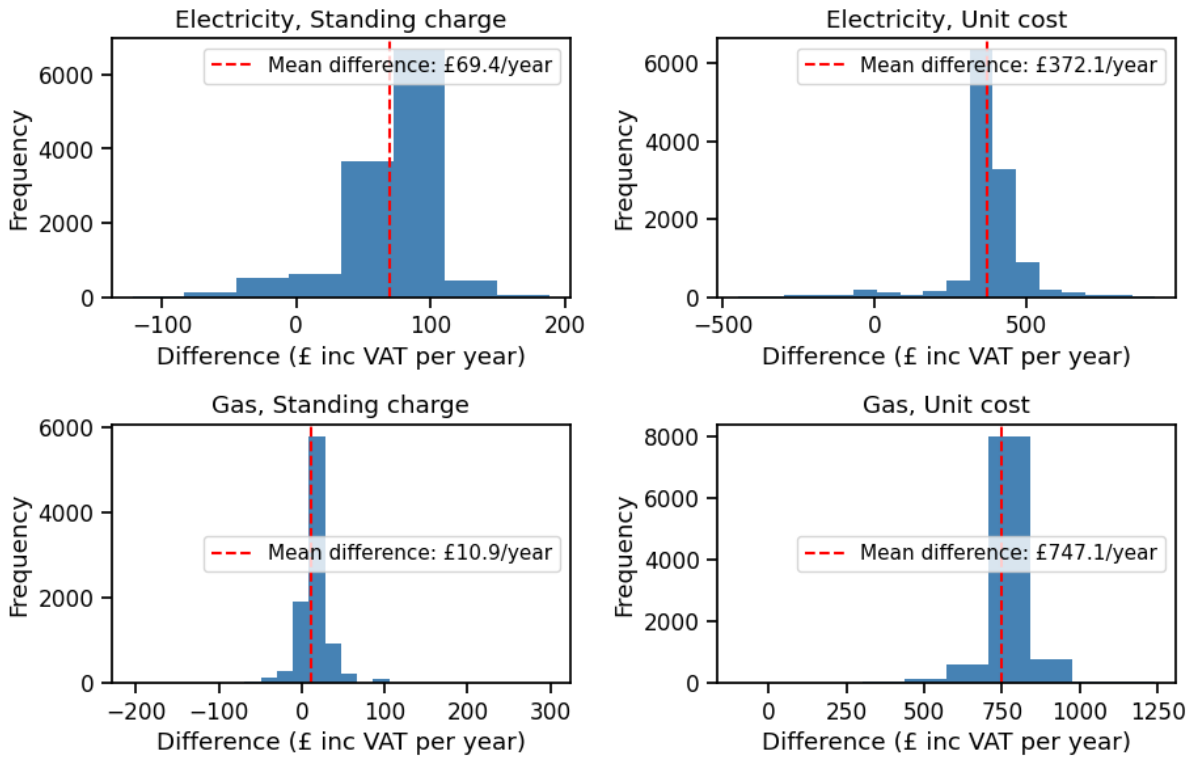 Electricity, Standing charge
Mean difference: £69.4/year
6000
4000
2000
0
Frequency
−100
0
100
200
Difference (£ inc VAT per year)
Electricity, Unit cost
Mean difference: £372.1/year
6000
4000
2000
0
Frequency
−500
0
500
Difference (£ inc VAT per year)
Gas, Standing charge
Mean difference: £10.9/year
6000
4000
2000
0
Frequency
−200
−100
0
100
200
300
Difference (£ inc VAT per year)
Gas, Unit cost
Mean difference: £747.1/year
8000
6000
4000
2000
0
Frequency
0
250
500
750
1000
1250
Difference (£ inc VAT per year)